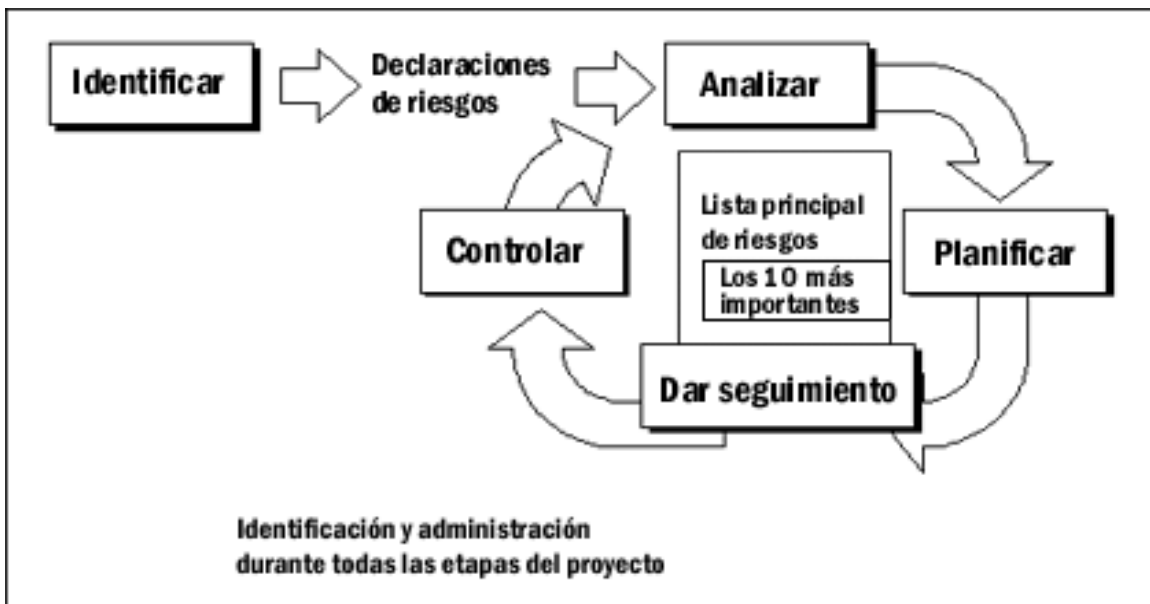 Identificar
Declaraciones
de riesgos
Analizar
Lista principal
de riesgos
Los 10 más
importantes
Controlar
Planificar
Dar seguimiento
Identificación y administración
durante todas las etapas del proyecto